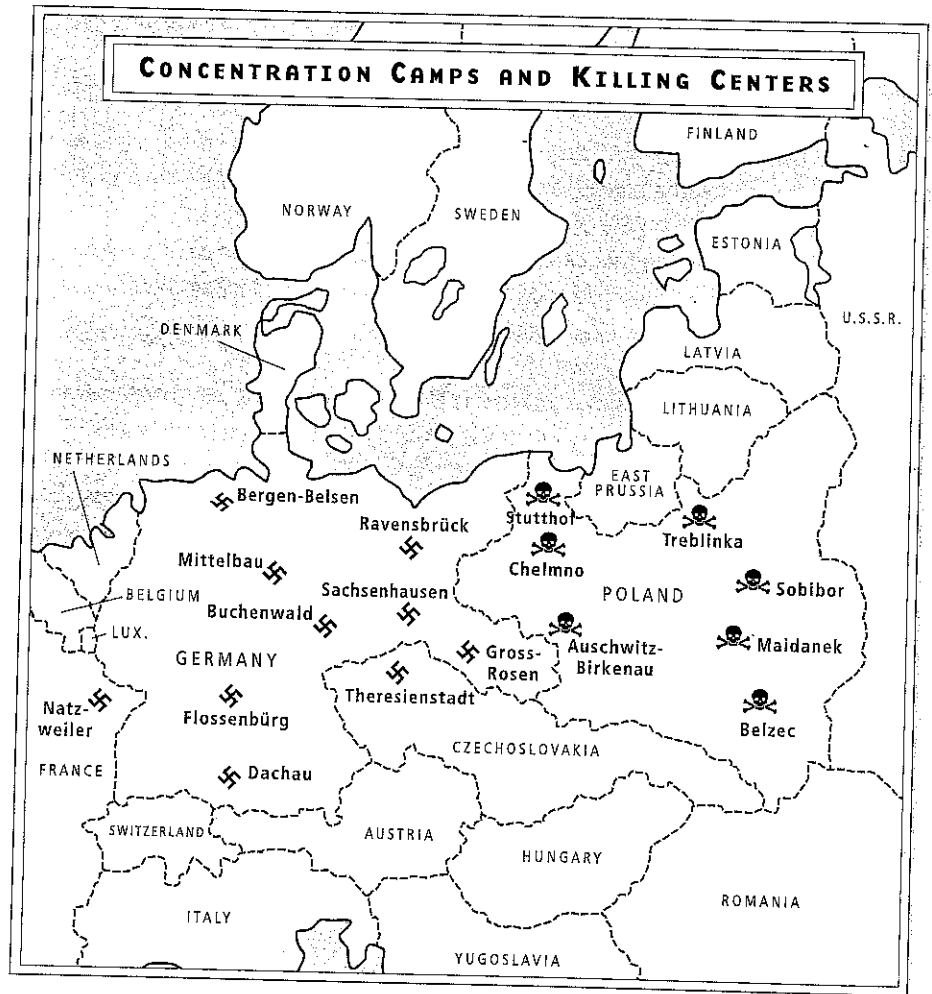 CONCENTRATION CAMPS AND KILLING CENTERS
FINLAND
NORWAY
SWEDEN
ESTONIA
DENMARK
U.S.S.R.
LATVIA
LITHUANIA
NETHERLANDS
EAST
PRUSSIA
Bergen-Belsen
Ravensbrück
Stutthof
Treblinka
Mittelbau
Chelmno
Sachsenhausen
POLAND
Sobibor
BELGIUM
Buchenwald
LUX.
GERMANY
Gross-
Rosen
Auschwitz-
Birkenau
Maidanek
Theresienstadt
Natz-
weiler
Flossenbürg
Belzec
CZECHOSLOVAKIA
FRANCE
Dachau
SWITZERLAND
AUSTRIA
HUNGARY
ROMANIA
ITALY
YUGOSLAVIA